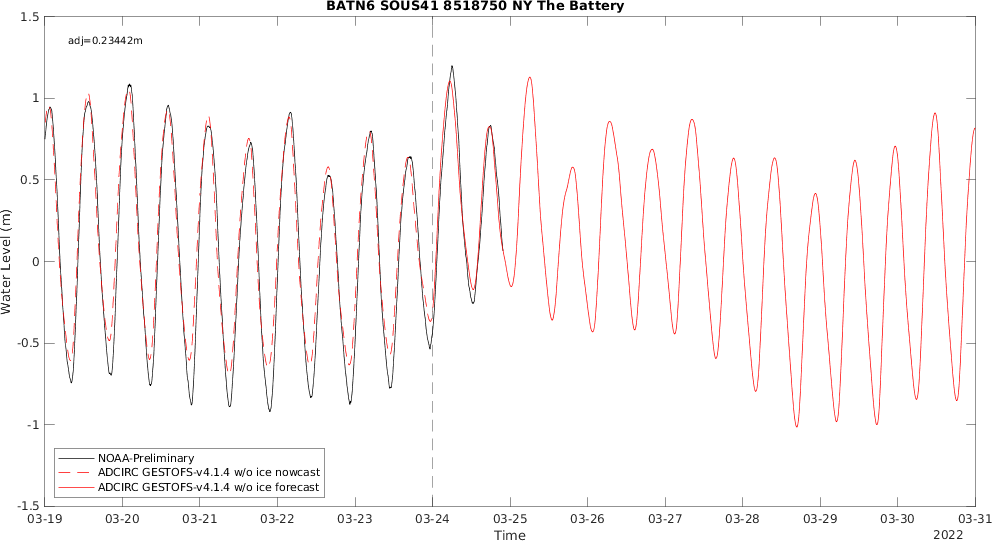 BATN6 SOUS41 8518750 NY The Battery
1.5
adj=0.23442m
1
0.5
0
-0.5
-1
-1.5
Water Level (m)
NOAA-Preliminary
ADCIRC GESTOFS-v4.1.4 w/o ice nowcast
ADCIRC GESTOFS-v4.1.4 w/o ice forecast
03-19 03-20 03-21 03-22 03-23 03-24 03-25 03-26 03-27 03-28 03-29 03-30 03-31
Time
2022